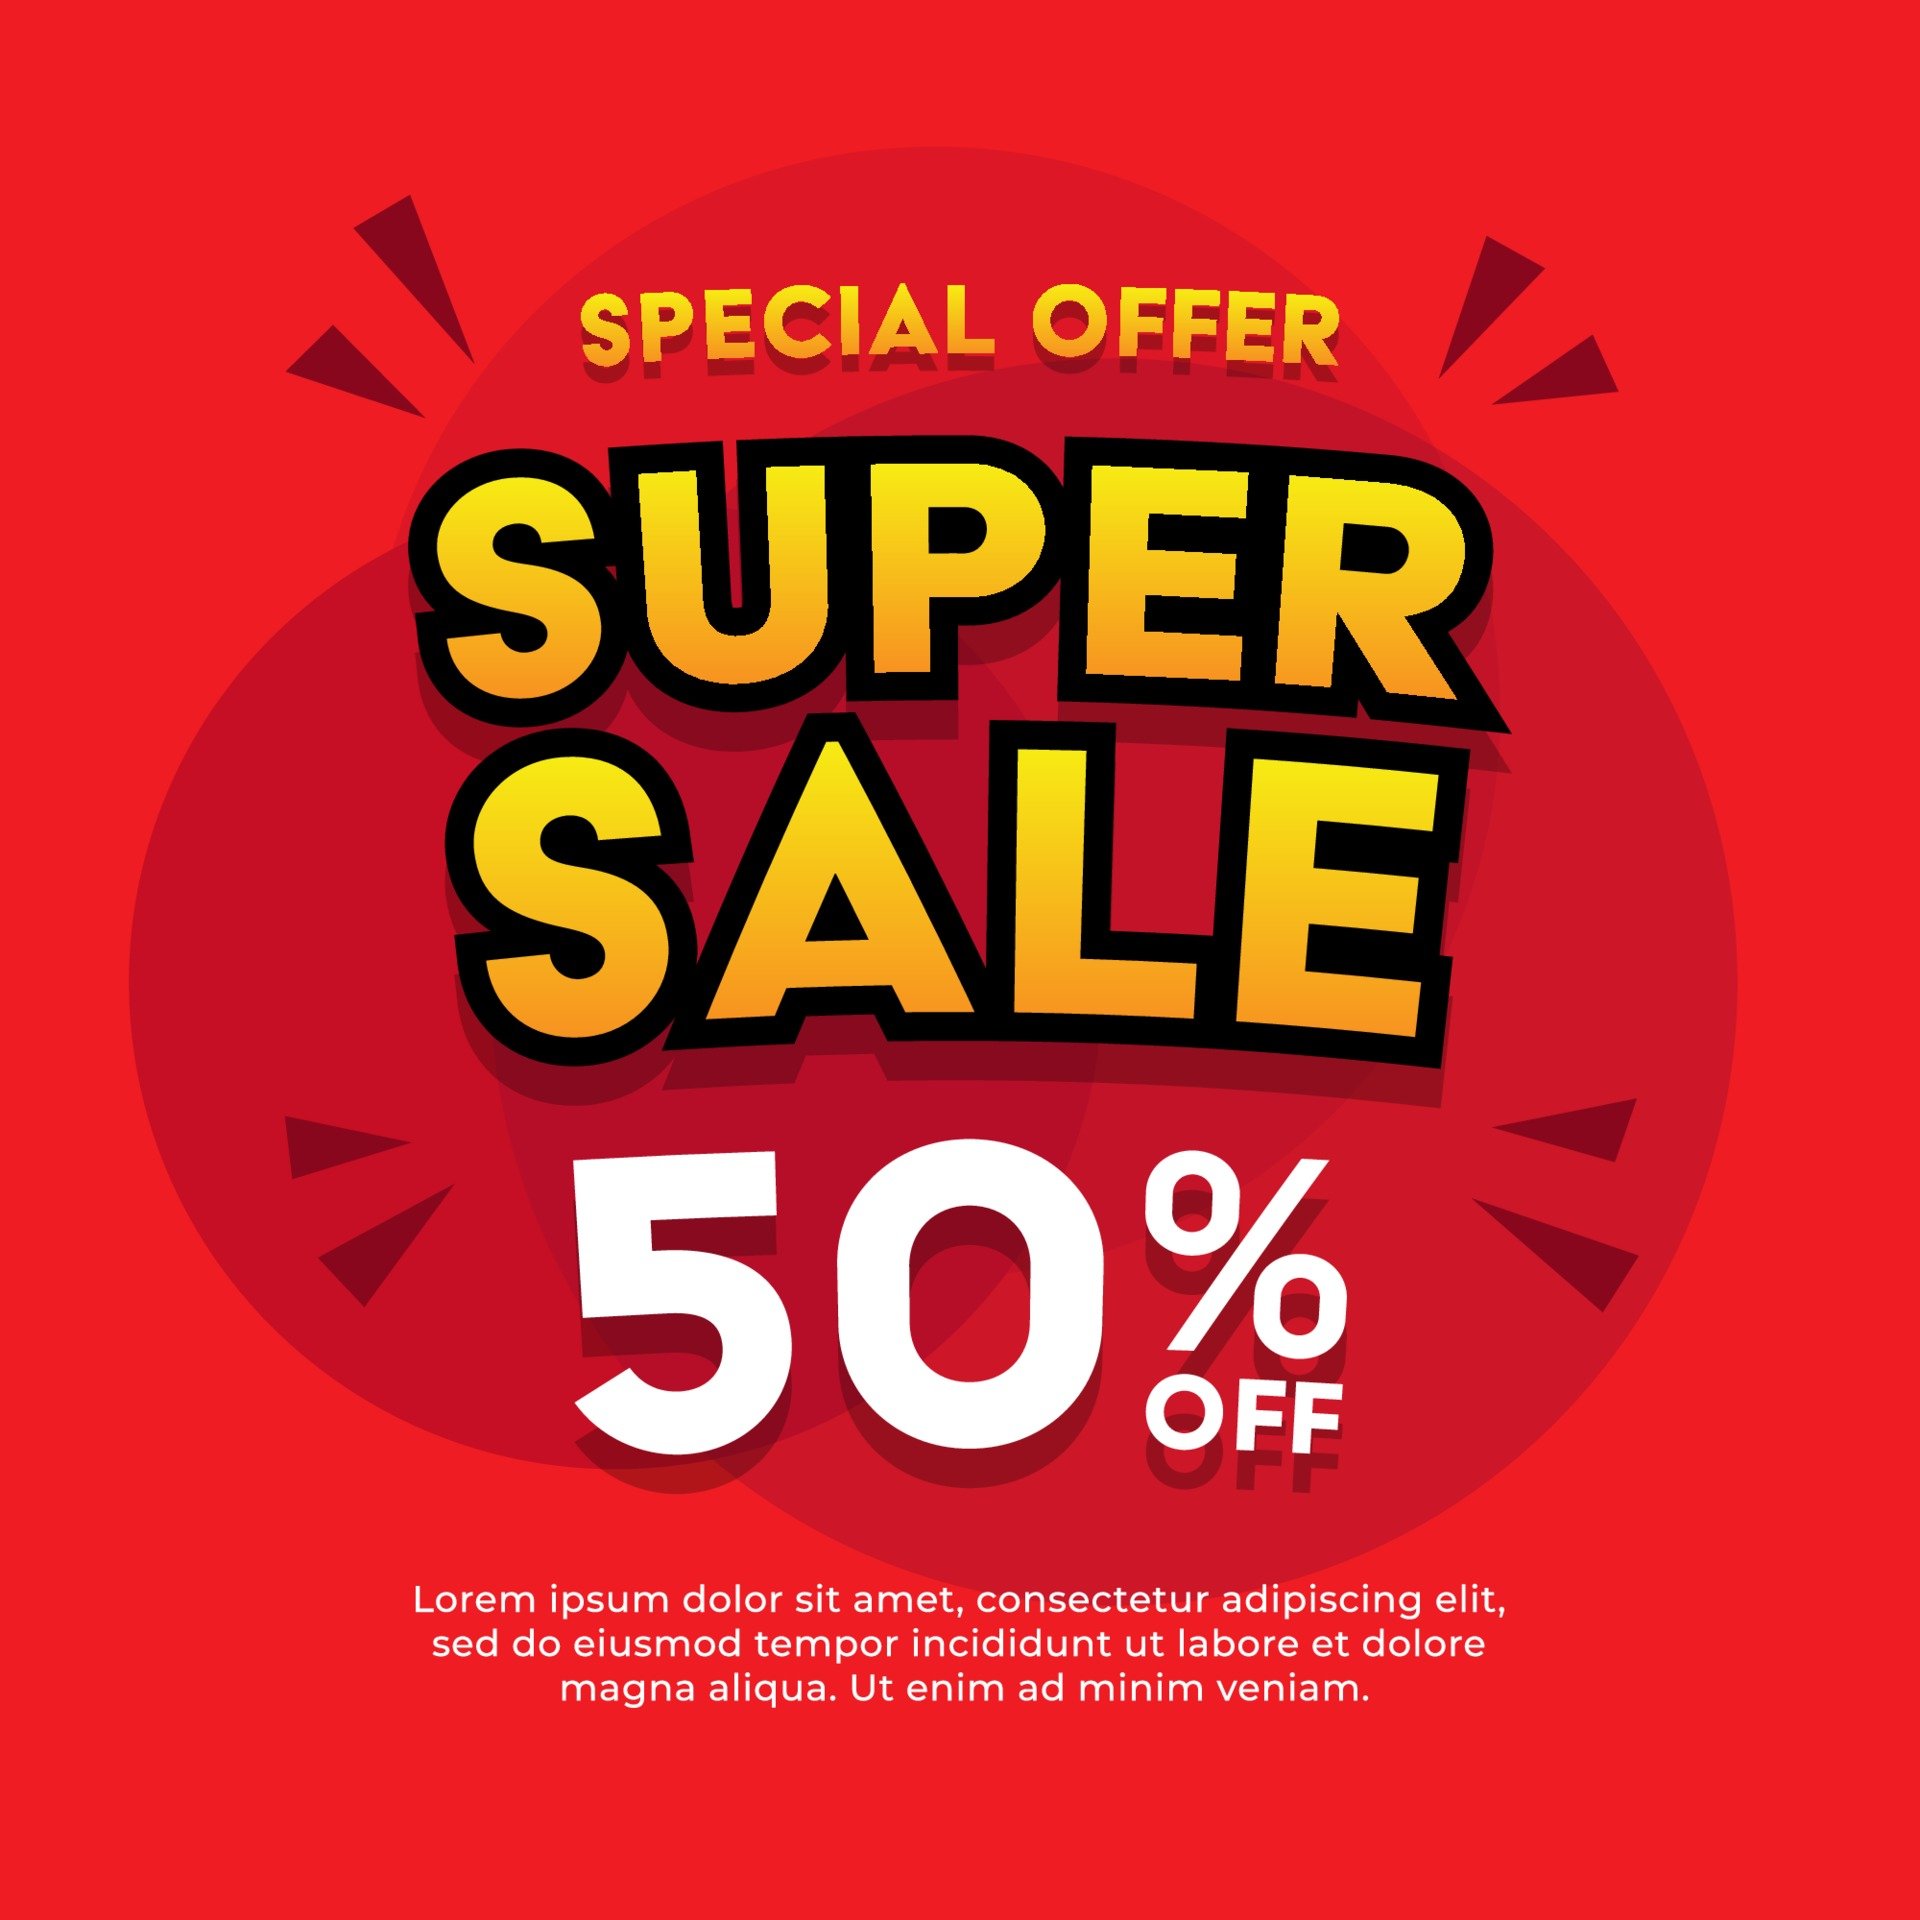 SPECIAL OFFER
SUPER
SALE
50%
OFF
Lorem ipsum dolor sit amet, consectetur adipiscing elit,
sed do eiusmod tempor incididunt ut labore et dolore
magna aliqua. Ut enim ad minim veniam.